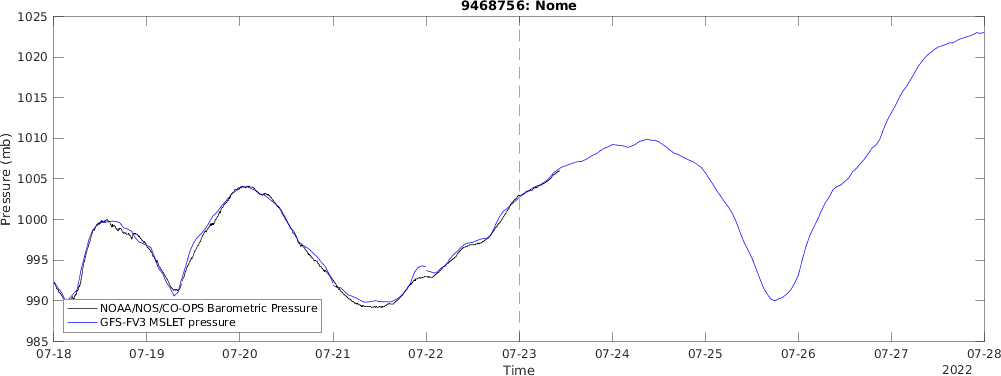 9468756: Nome
1025
1020
1015
1010
1005
1000
995
990
985
Pressure (mb)
NOAA/NOS/CO-OPS Barometric Pressure
GFS-FV3 MSLET pressure
07-18 07-19 07-20 07-21 07-22 07-23 07-24 07-25 07-26 07-27 07-28
Time
2022